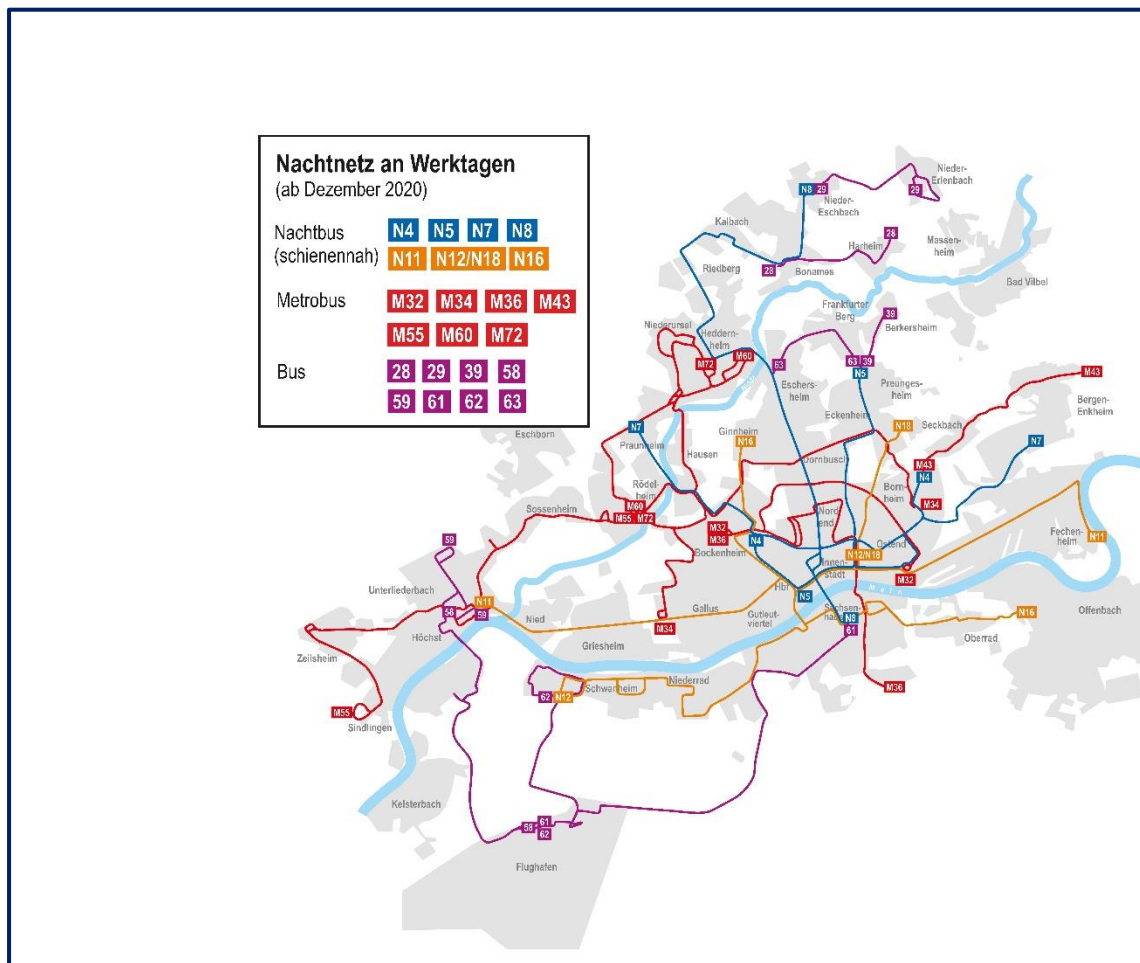 Nachtnetz an Werktagen
(ab Dezember 2020)
Nachtbus N4 N5 N7 N8
(schienennah) N11 N12/N18 N16
Metrobus M32 M34 M36 M43
M55 M60 M72
Bus 28 29 39 58
59 61 62 63
Nieder-
Erlenbach
N8 29
29
Nieder-
Eschbach
Kalbach
28
Harheim
Massen-
heim
Riedberg
28
Bonames
Bad Vilbel
Frankfurter
Berg
39
Berkersheim
Niederursel
Heddern-
heim
M72
M60
63
63 39
N5
Eschers-
heim
Preunges-
heim
M43
Bergen-
Enkheim
Eckenheim
N18
Seckbach
N7
Ginnheim
N16
N7
Praunheim
Eschborn
Hausen
Dornbusch
M43
N4
Born-
heim
M34
Rödel-
heim
M60
M55 M72
Sossenheim
Nord-
end
M32
M36
Bockenheim
N4
Ostend
N12/N18
Innen-
stadt
M32
Fechen-
heim
N11
59
Unterliederbach
N11
58
59
Höchst
Nied
Gallus
M34
Hbf
N5
Gutleut-
viertel
Main
Sachsen-
hausen
N8
61
N16
Oberrad
Offenbach
Griesheim
Zeilsheim
Niederrad
Schwanheim
62 N12
M36
M55
Sindlingen
Kelsterbach
58 61
62
Flughafen